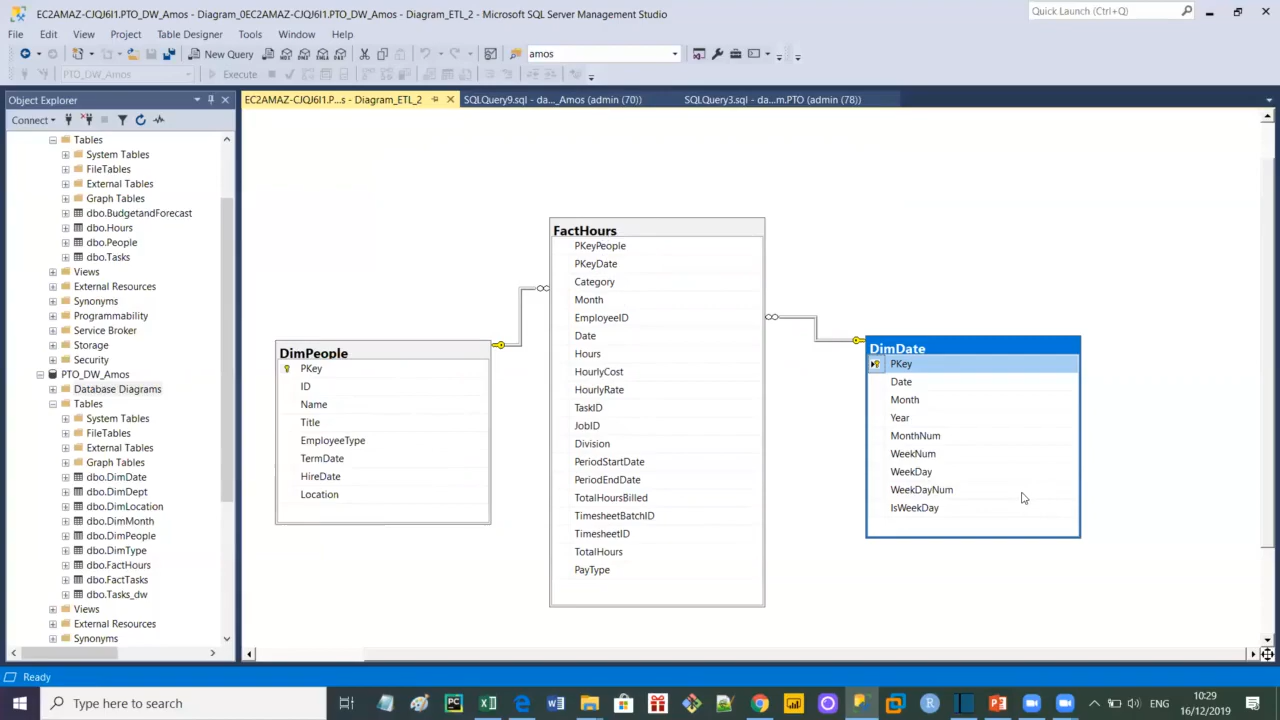 EC2AMAZ-CJQJ6I1.PTO_DW_Amos - Diagram_0EC2AMAZ-CJQJ6I1.PTO_DW_Amos - Diagram_ETL_2 - Microsoft SQL Server Management Studio
Quick Launch (Ctrl+Q)
File Edit View Project Table Designer Tools Window Help
New Query
amos
PTO_DW_Amos
Execute
Object Explorer
EC2AMAZ-CJQJ6I1.P...s - Diagram_ETL_2
SQLQuery9.sql - da..._Amos (admin (70))
SQLQuery3.sql - da...m.PTO (admin (78))
Connect
Tables
System Tables
FileTables
External Tables
Graph Tables
dbo.BudgetandForecast
dbo.Hours
dbo.People
dbo.Tasks
Views
External Resources
Synonyms
Programmability
Service Broker
Storage
Security
PTO_DW_Amos
Database Diagrams
Tables
System Tables
FileTables
External Tables
Graph Tables
dbo.DimDate
dbo.DimDept
dbo.DimLocation
dbo.DimMonth
dbo.DimPeople
dbo.DimType
dbo.FactHours
dbo.FactTasks
dbo.Tasks_dw
Views
External Resources
Synonyms
DimPeople
PKey
ID
Name
Title
EmployeeType
TermDate
HireDate
Location
FactHours
PKeyPeople
PKeyDate
Category
Month
EmployeeID
Date
Hours
HourlyCost
HourlyRate
TaskID
JobID
Division
PeriodStartDate
PeriodEndDate
TotalHoursBilled
TimesheetBatchID
TimesheetID
TotalHours
PayType
DimDate
PKey
Date
Month
Year
MonthNum
WeekNum
WeekDay
WeekDayNum
IsWeekDay
Ready
Type here to search
ENG
10:29
16/12/2019